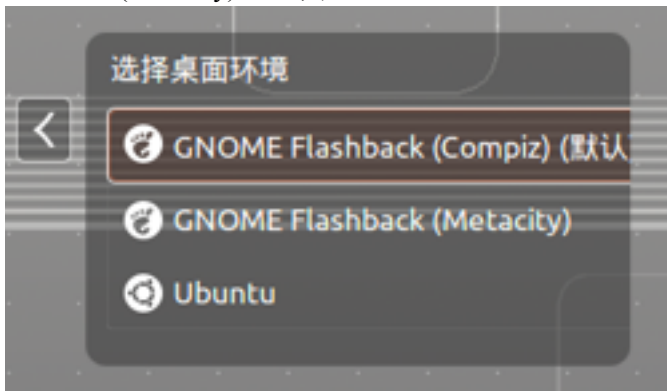 选择桌面环境
GNOME Flashback (Compiz) (默认
GNOME Flashback (Metacity)
Ubuntu